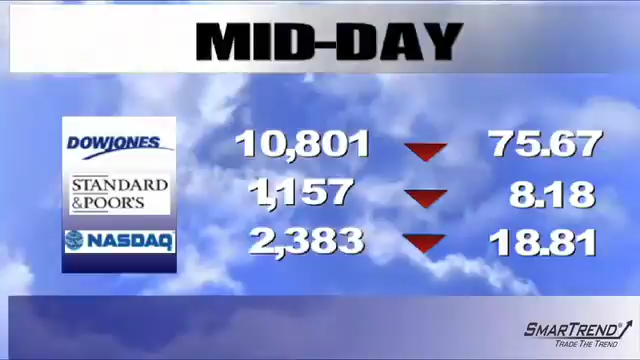 MID-DAY
DOWJONES 10,801 75.67
STANDARD
&POOR'S 1,157 8.18
NASDAQ 2,383 18.81
SMARTREND
TRADE THE TREND